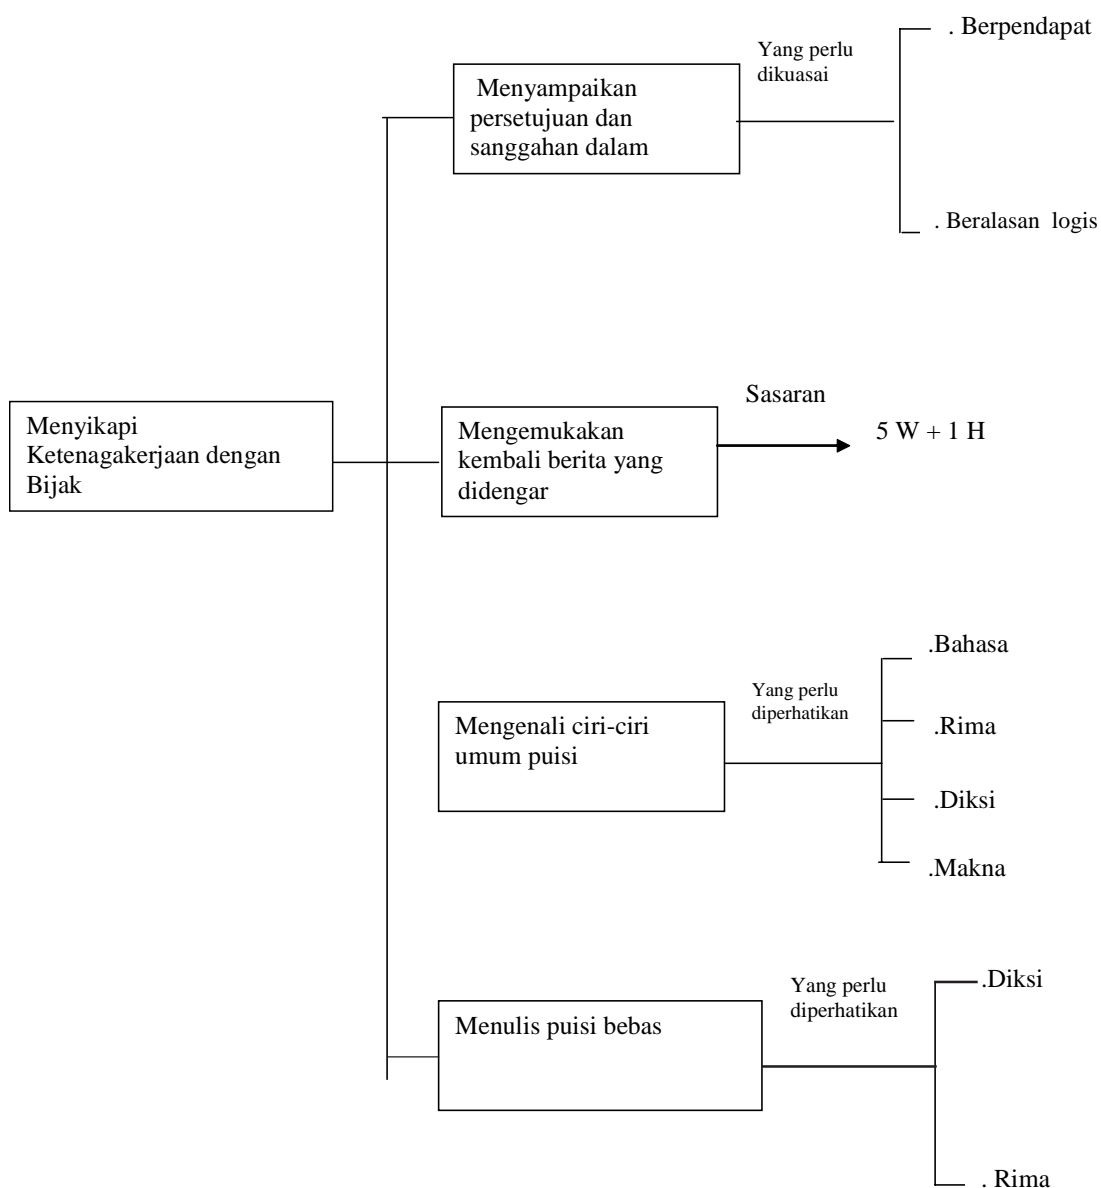 . Berpendapat
Yang perlu
dikuasai
Menyampaikan
persetujuan dan
sanggahan dalam
. Beralasan  logis
Sasaran
5 W + 1 H
Menyikapi
Ketenagakerjaan dengan
Bijak
Mengemukakan
kembali berita yang
didengar
.Bahasa
Yang perlu
diperhatikan
Mengenali ciri-ciri
umum puisi
.Rima
.Diksi
.Makna
Yang perlu
diperhatikan
.Diksi
Menulis puisi bebas
. Rima